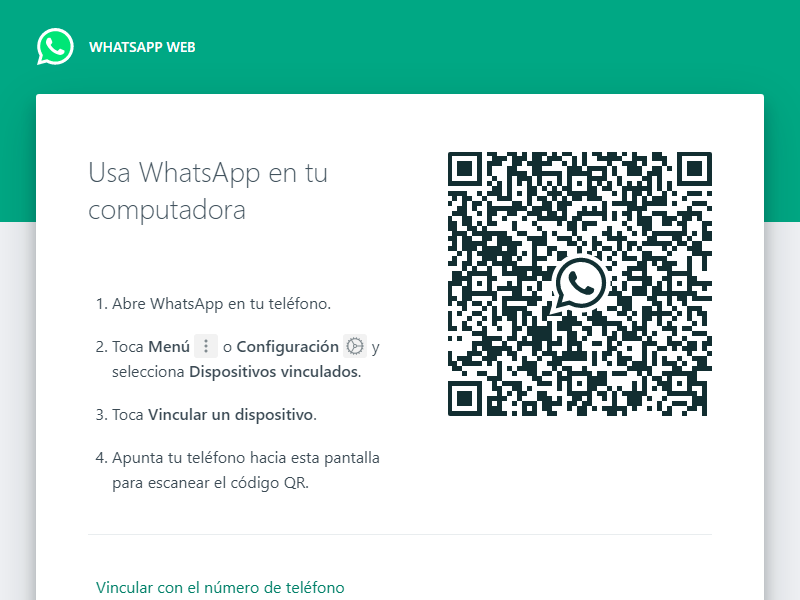 WHATSAPP WEB
Usa WhatsApp en tu
computadora
1. Abre WhatsApp en tu teléfono.
2. Toca Menú o Configuración y
selecciona Dispositivos vinculados.
3. Toca Vincular un dispositivo.
4. Apunta tu teléfono hacia esta pantalla
para escanear el código QR.
Vincular con el número de teléfono